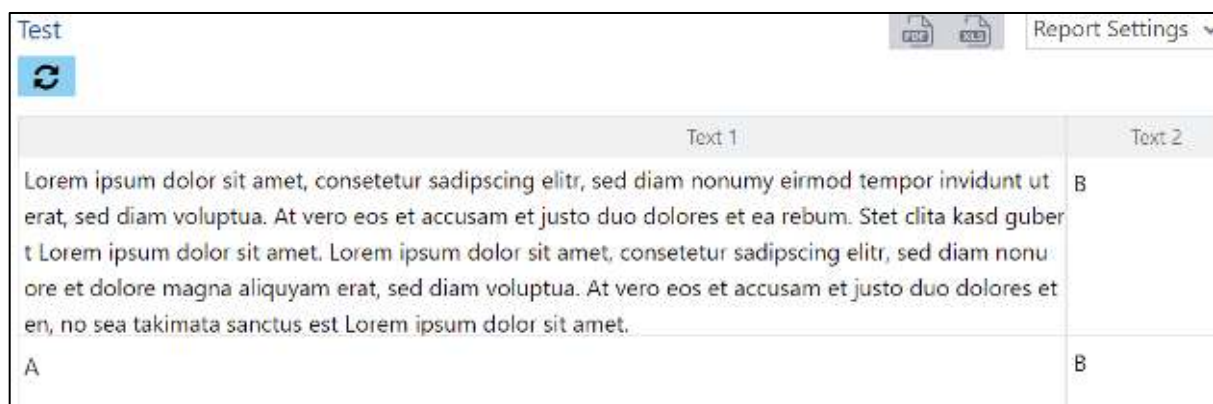 Test
PDF XLS Report Settings
Text 1 Text 2
Lorem ipsum dolor sit amet, consetetur sadipscing elitr, sed diam nonumy eirmod tempor invidunt ut B
erat, sed diam voluptua. At vero eos et accusam et justo duo dolores et ea rebum. Stet clita kasd guber
t Lorem ipsum dolor sit amet. Lorem ipsum dolor sit amet, consetetur sadipscing elitr, sed diam nonu
ore et dolore magna aliquyam erat, sed diam voluptua. At vero eos et accusam et justo duo dolores et
en, no sea takimata sanctus est Lorem ipsum dolor sit amet.
A B